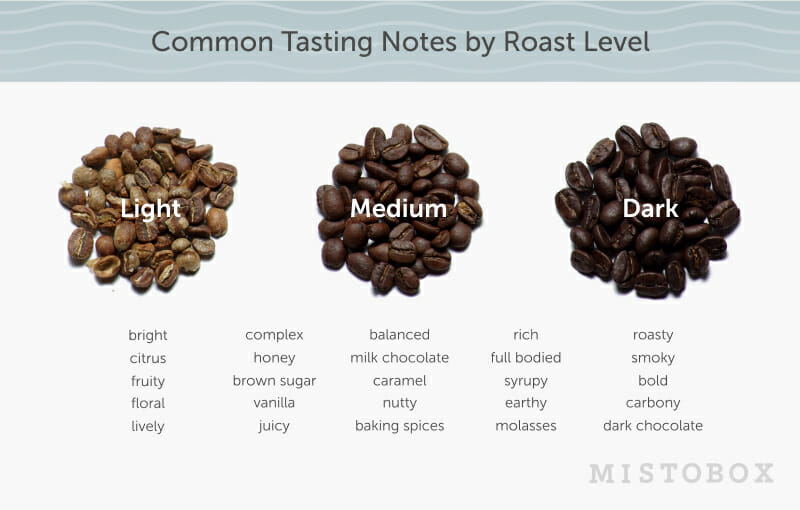 Common Tasting Notes by Roast Level
Light
Medium
Dark
bright complex balanced rich roasty
citrus honey milk chocolate full bodied smoky
fruity brown sugar caramel syrupy bold
floral vanilla nutty earthy carbony
lively juicy baking spices molasses dark chocolate
MISTOBOX